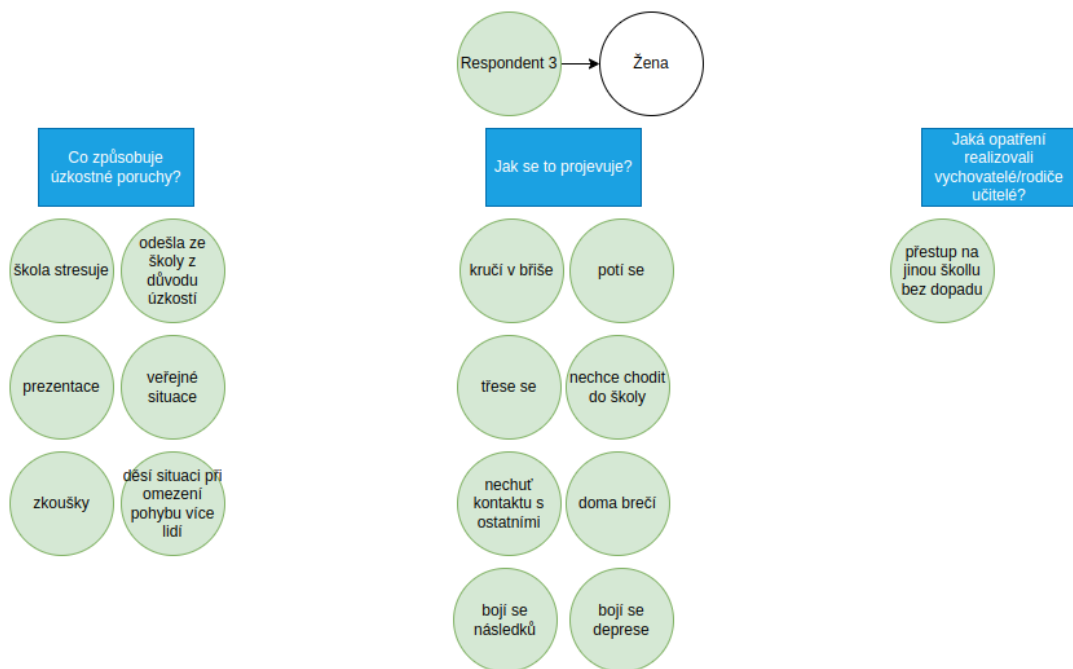 Respondent 3
Žena
Co způsobuje
úzkostné poruchy?
Jak se to projevuje?
Jaká opatření
realizovali
vychovatelé/rodiče
učitelé?
škola stresuje
odešla ze
školy z
důvodu
úzkostí
kručí v břiše
potí se
přestup na
jinou škollu
bez dopadu
prezentace
veřejné
situace
třese se
nechce chodit
do školy
zkoušky
děsí situaci při
omezení
pohybu více
lidí
nechuť
kontaktu s
ostatními
doma brečí
bojí se
následků
bojí se
deprese